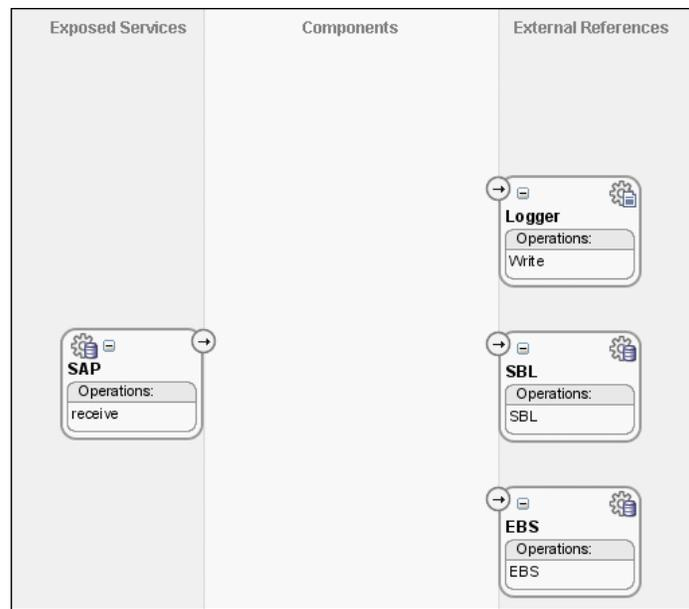 Exposed Services
Components
External References
Logger
Operations:
Write
SAP
Operations:
receive
SBL
Operations:
SBL
EBS
Operations:
EBS